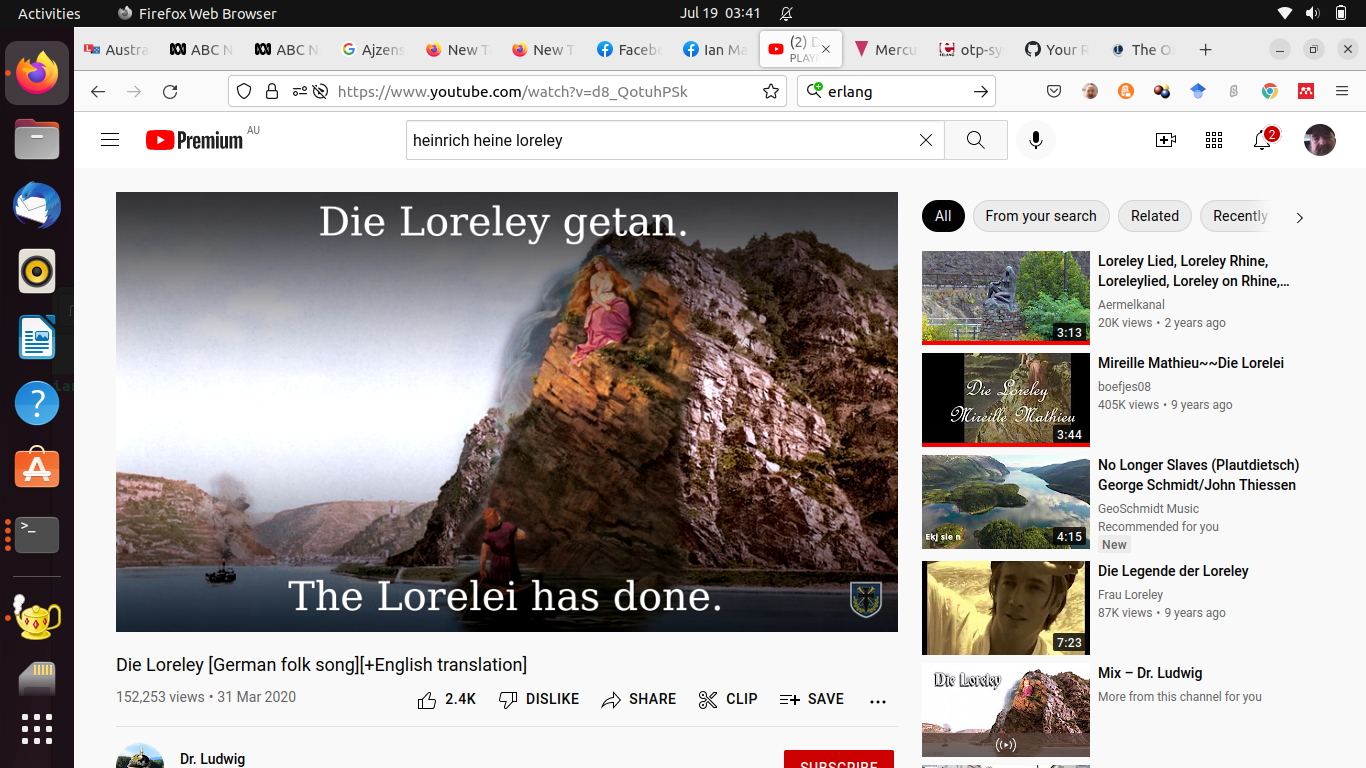 Activities
Firefox Web Browser
Jul 19 03:41
Austra
ABC N
ABC N
Ajzens
New T
New T
Faceb
Ian Ma
(2) D
PLAYI
Mercu
otp-sy
Your R
The O
https://www.youtube.com/watch?v=d8_QotuhPSk
erlang
Premium
AU
heinrich heine loreley
2
Die Loreley getan.
The Lorelei has done.
Die Loreley [German folk song][+English translation]
152,253 views • 31 Mar 2020
2.4K
DISLIKE
SHARE
CLIP
SAVE
Dr. Ludwig
SUBSCRIBE
All
From your search
Related
Recently
3:13
Loreley Lied, Loreley Rhine,
Loreleylied, Loreley on Rhine,...
Aermelkanal
20K views • 2 years ago
Die Loreley
Mireille Mathieu
3:44
Mireille Mathieu~~Die Lorelei
boefjes08
405K views • 9 years ago
Ekj sie n
4:15
No Longer Slaves (Plautdietsch)
George Schmidt/John Thiessen
GeoSchmidt Music
Recommended for you
New
7:23
Die Legende der Loreley
Frau Loreley
87K views • 9 years ago
Die Loreley
Mix – Dr. Ludwig
More from this channel for you